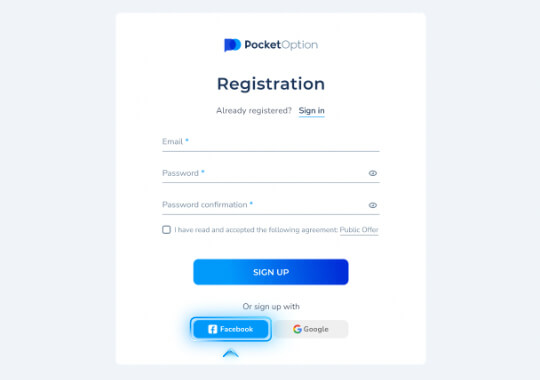 PocketOption
Registration
Already registered? Sign in
Email *
Password *
Password confirmation *
I have read and accepted the following agreement: Public Offer
SIGN UP
Or sign up with
Facebook Google